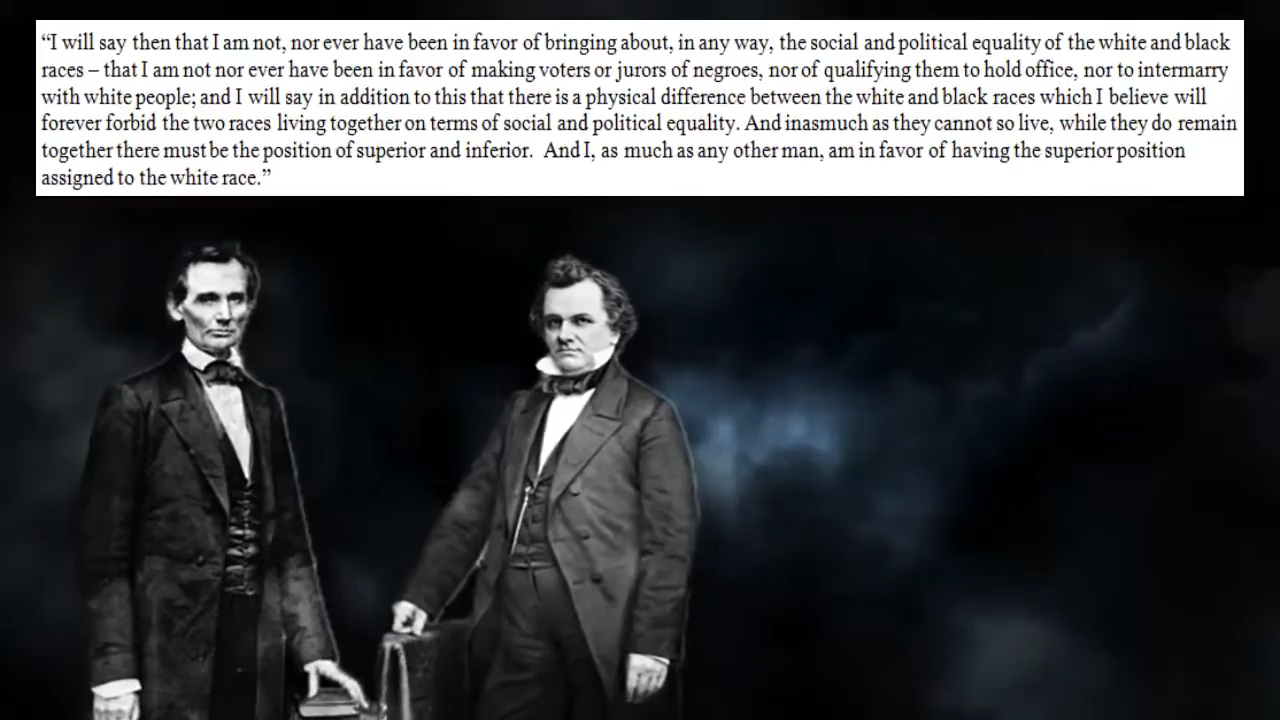 “I will say then that I am not, nor ever have been in favor of bringing about, in any way, the social and political equality of the white and black
races – that I am not nor ever have been in favor of making voters or jurors of negroes, nor of qualifying them to hold office, nor to intermarry
with white people; and I will say in addition to this that there is a physical difference between the white and black races which I believe will
forever forbid the two races living together on terms of social and political equality. And inasmuch as they cannot so live, while they do remain
together there must be the position of superior and inferior.  And I, as much as any other man, am in favor of having the superior position
assigned to the white race.”